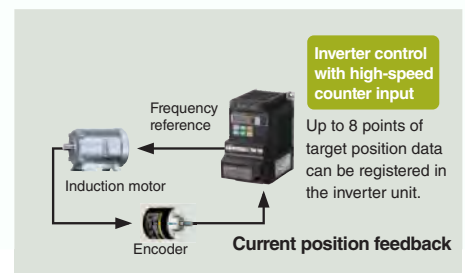 Inverter control
with high-speed
counter input
Frequency
reference
Up to 8 points of
target position data
can be registered in
the inverter unit.
Induction motor
Encoder
Current position feedback